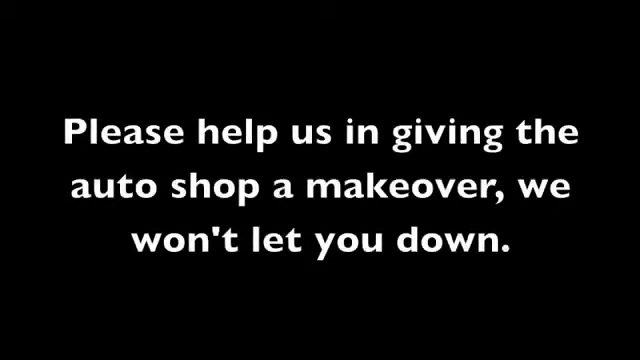 Please help us in giving the
auto shop a makeover, we
won't let you down.